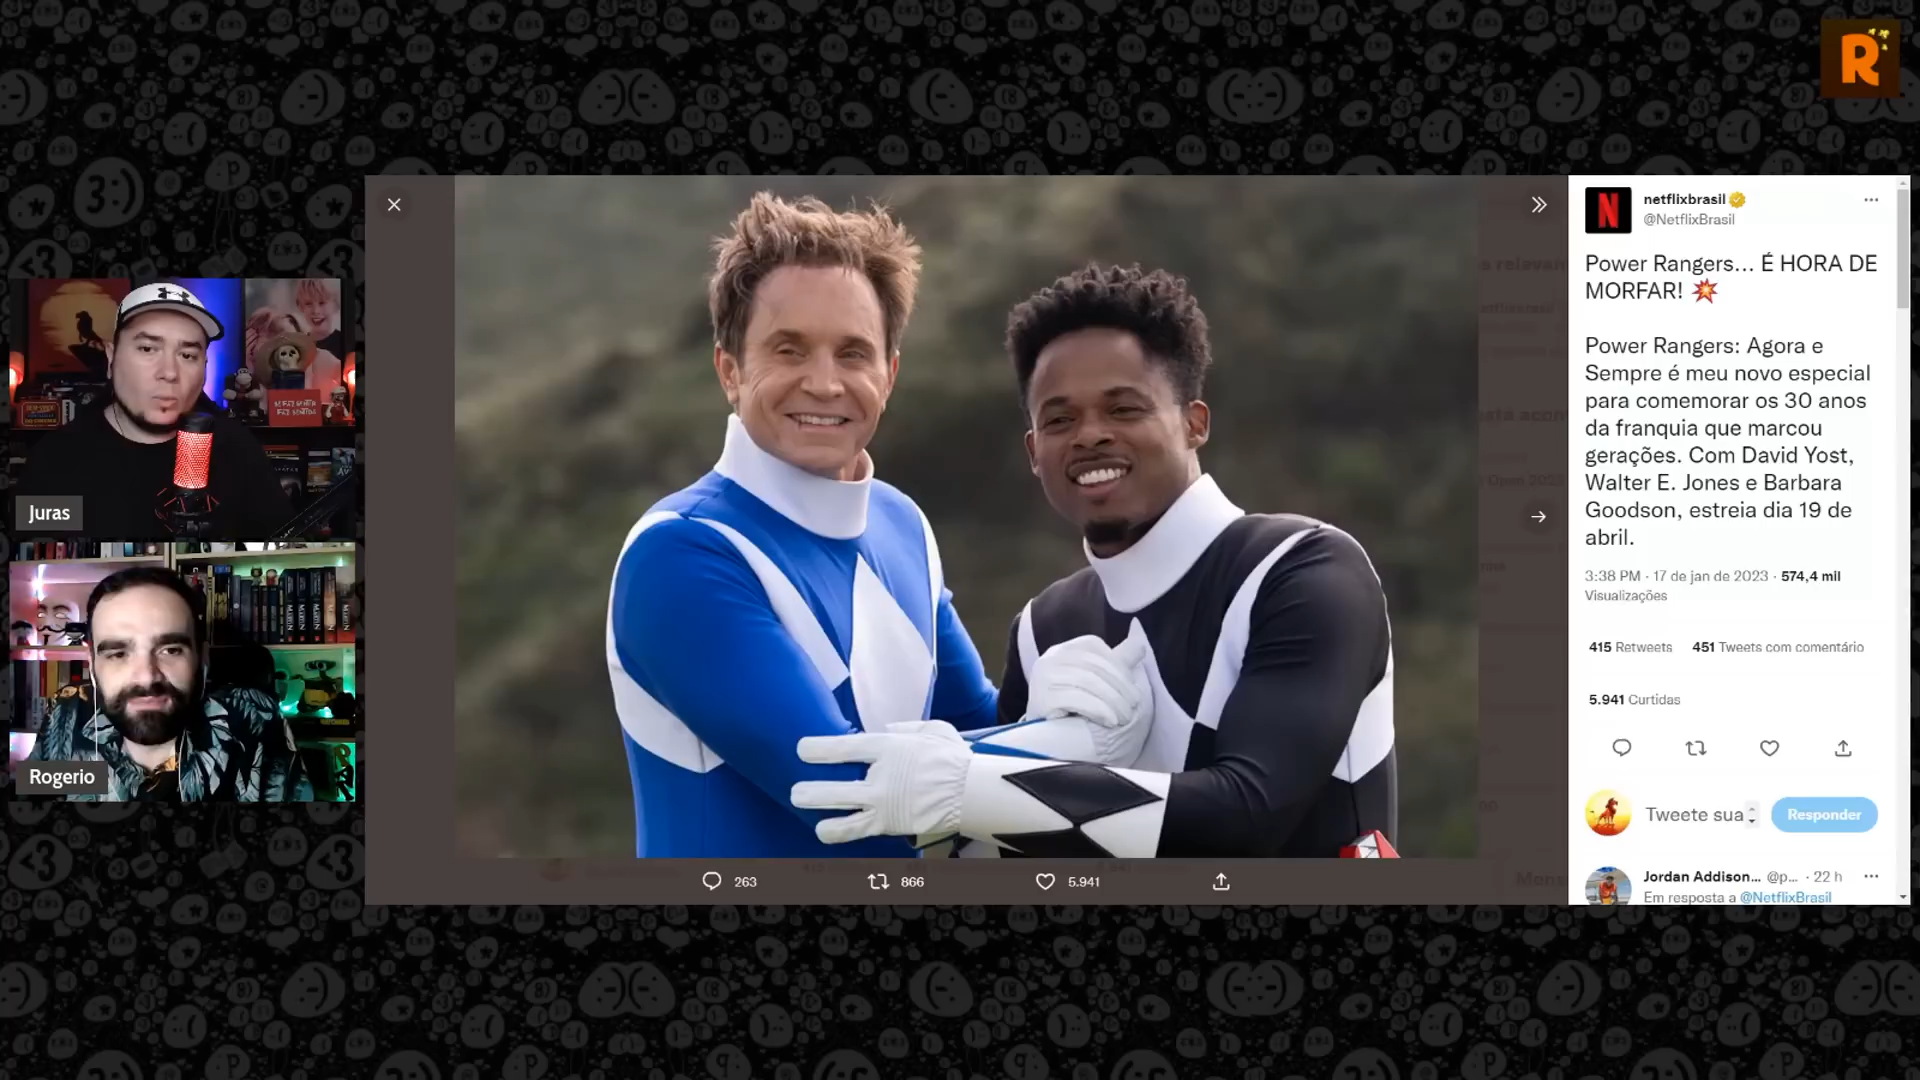 R
Juras
Rogerio
263
866
5.941
netflixbrasil
@NetflixBrasil
Power Rangers... É HORA DE
MORFAR! 💥
Power Rangers: Agora e
Sempre é meu novo especial
para comemorar os 30 anos
da franquia que marcou
gerações. Com David Yost,
Walter E. Jones e Barbara
Goodson, estreia dia 19 de
abril.
3:38 PM · 17 de jan de 2023 · 574,4 mil
Visualizações
415 Retweets 451 Tweets com comentário
5.941 Curtidas
Tweete sua
Responder
Jordan Addison... @p... · 22 h
Em resposta a @NetflixBrasil